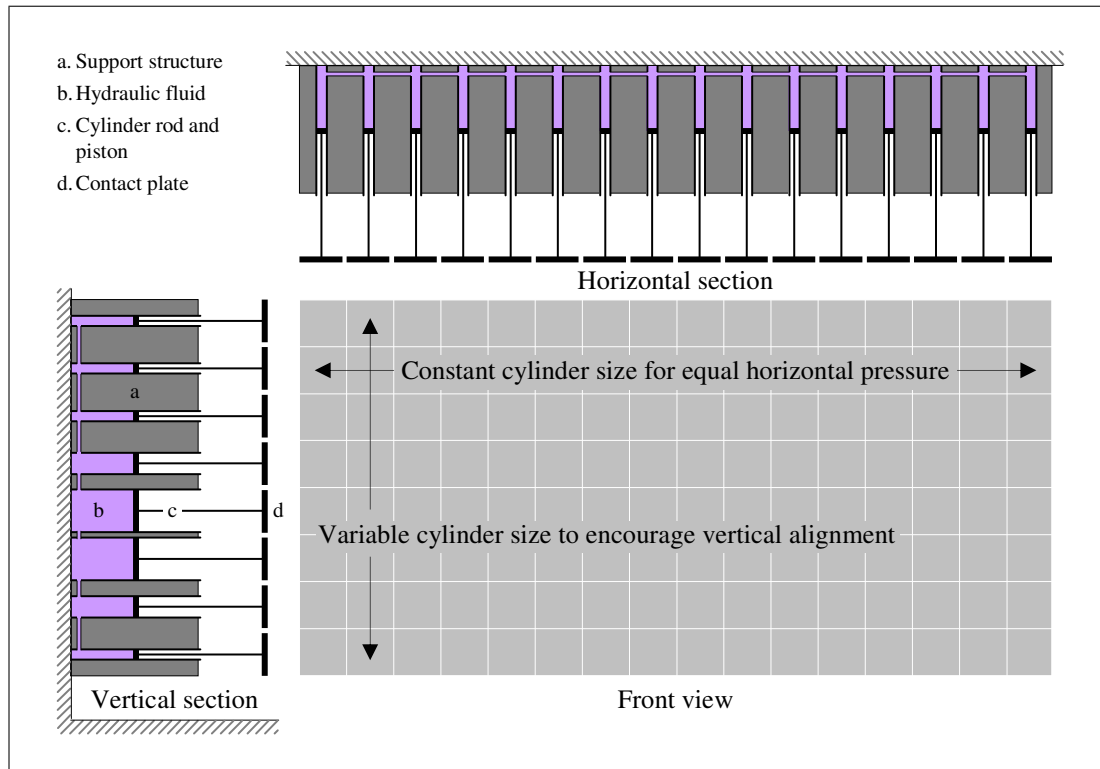 a. Support structure
b. Hydraulic fluid
c. Cylinder rod and
piston
d. Contact plate
Horizontal section
Constant cylinder size for equal horizontal pressure
a
b
c
d
Variable cylinder size to encourage vertical alignment
Vertical section
Front view